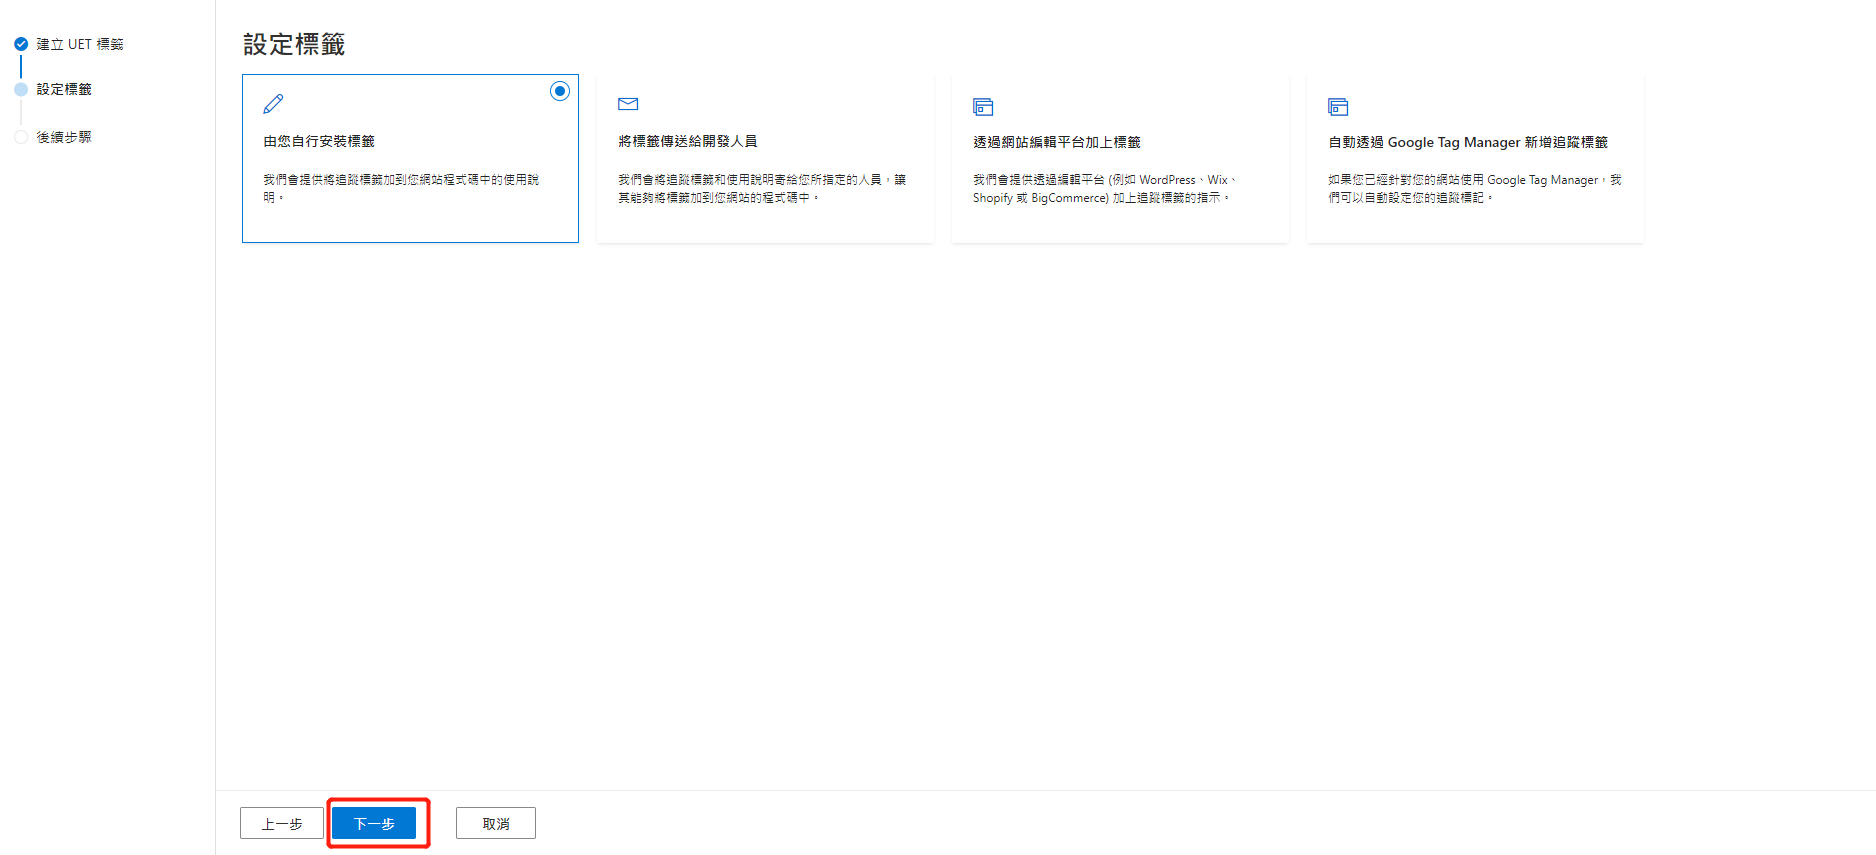 建立 UET 標籤
設定標籤
後續步驟
設定標籤
由您自行安裝標籤
我們會提供將追蹤標籤加到您網站程式碼中的使用說
明。
將標籤傳送給開發人員
我們會將追蹤標籤和使用說明寄給您所指定的人員，讓
其能夠將標籤加到您網站的程式碼中。
透過網站編輯平台加上標籤
我們會提供透過編輯平台 (例如 WordPress、Wix、
Shopify 或 BigCommerce) 加上追蹤標籤的指示。
自動透過 Google Tag Manager 新增追蹤標籤
如果您已經針對您的網站使用 Google Tag Manager，我
們可以自動設定您的追蹤標記。
上一步
下一步
取消